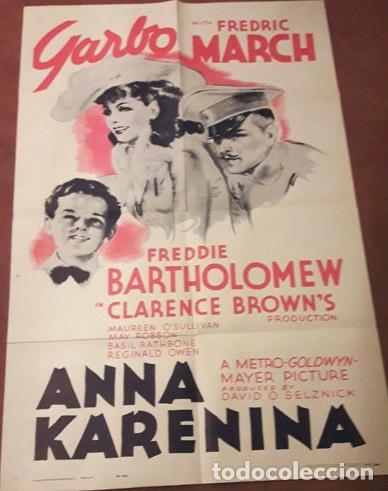 Garbo
WITH FREDRIC
MARCH
FREDDIE
BARTHOLOMEW
IN CLARENCE BROWN'S
PRODUCTION
MAUREEN O'SULLIVAN
MAY ROBSON
BASIL RATHBONE
REGINALD OWEN
A METRO-GOLDWYN-
MAYER PICTURE
PRODUCED BY
DAVID O. SELZNICK
ANNA
KARENINA
todocoleccion.net